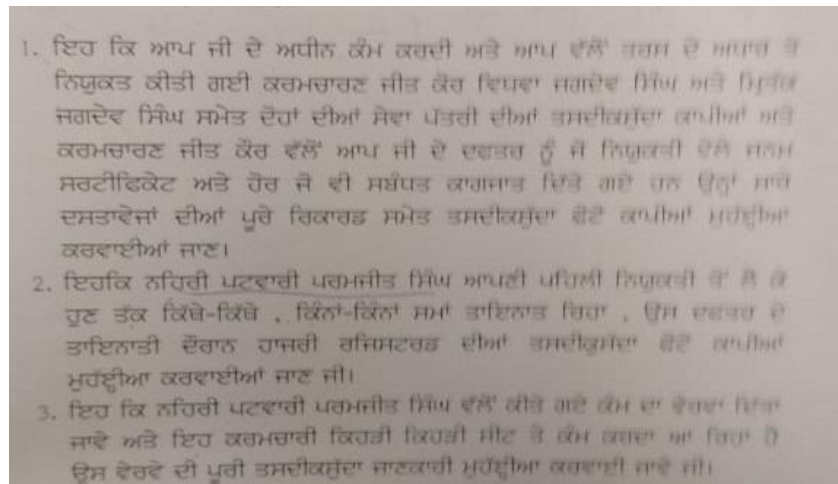 1. ਇਹ ਕਿ ਆਪ ਜੀ ਦੇ ਅਧੀਨ ਕੰਮ ਕਰਦੀ ਅਤੇ ਆਪ ਵੱਲੋਂ ਤਰਸ ਦੇ ਅਧਾਰ ਤੇ
ਨਿਯੁਕਤ ਕੀਤੀ ਗਈ ਕਰਮਚਾਰਣ ਜੀਤ ਕੌਰ ਵਿਧਵਾ ਜਗਦੇਵ ਸਿੰਘ ਅਤੇ ਮ੍ਰਿਤਕ
ਜਗਦੇਵ ਸਿੰਘ ਸਮੇਤ ਦੋਹਾਂ ਦੀਆਂ ਸੇਵਾ ਪੱਤਰੀ ਦੀਆਂ ਤਸਦੀਕਸ਼ੁੱਦਾ ਕਾਪੀਆਂ ਅਤੇ
ਕਰਮਚਾਰਣ ਜੀਤ ਕੌਰ ਵੱਲੋਂ ਆਪ ਜੀ ਦੇ ਦਫਤਰ ਨੂੰ ਜੋ ਨਿਯੁਕਤੀ ਵੇਲੇ ਜਨਮ
ਸਰਟੀਫਿਕੇਟ ਅਤੇ ਹੋਰ ਜੋ ਵੀ ਸਬੰਧਤ ਕਾਗਜਾਤ ਦਿੱਤੇ ਗਏ ਹਨ ਉਨ੍ਹਾਂ ਸਾਰੇ
ਦਸਤਾਵੇਜਾਂ ਦੀਆਂ ਪੂਰੇ ਰਿਕਾਰਡ ਸਮੇਤ ਤਸਦੀਕਸ਼ੁੱਦਾ ਫੋਟੋ ਕਾਪੀਆਂ ਮੁਹੱਈਆ
ਕਰਵਾਈਆਂ ਜਾਣ।
2. ਇਹਕਿ ਨਹਿਰੀ ਪਟਵਾਰੀ ਪਰਮਜੀਤ ਸਿੰਘ ਆਪਣੀ ਪਹਿਲੀ ਨਿਯੁਕਤੀ ਤੋਂ ਲੈ ਕੇ
ਹੁਣ ਤੱਕ ਕਿੱਥੇ-ਕਿੱਥੇ , ਕਿੰਨਾਂ-ਕਿੰਨਾਂ ਸਮਾਂ ਤਾਇਨਾਤ ਰਿਹਾ , ਉਸ ਦਫਤਰ ਦੇ
ਤਾਇਨਾਤੀ ਦੌਰਾਨ ਹਾਜਰੀ ਰਜਿਸਟਰਡ ਦੀਆਂ ਤਸਦੀਕਸ਼ੁਦਾ ਫੋਟੋ ਕਾਪੀਆਂ
ਮੁਹੱਈਆ ਕਰਵਾਈਆਂ ਜਾਣ ਜੀ।
3. ਇਹ ਕਿ ਨਹਿਰੀ ਪਟਵਾਰੀ ਪਰਮਜੀਤ ਸਿੰਘ ਵੱਲੋਂ ਕੀਤੇ ਗਏ ਕੰਮ ਦਾ ਵੇਰਵਾ ਦਿੱਤਾ
ਜਾਵੇ ਅਤੇ ਇਹ ਕਰਮਚਾਰੀ ਕਿਹੜੀ ਕਿਹੜੀ ਸੀਟ ਤੇ ਕੰਮ ਕਰਦਾ ਆ ਰਿਹਾ ਹੈ
ਉਸ ਵੇਰਵੇ ਦੀ ਪੂਰੀ ਤਸਦੀਕਸ਼ੁੱਦਾ ਜਾਣਕਾਰੀ ਮੁਹੱਈਆ ਕਰਵਾਈ ਜਾਵੇ ਜੀ।